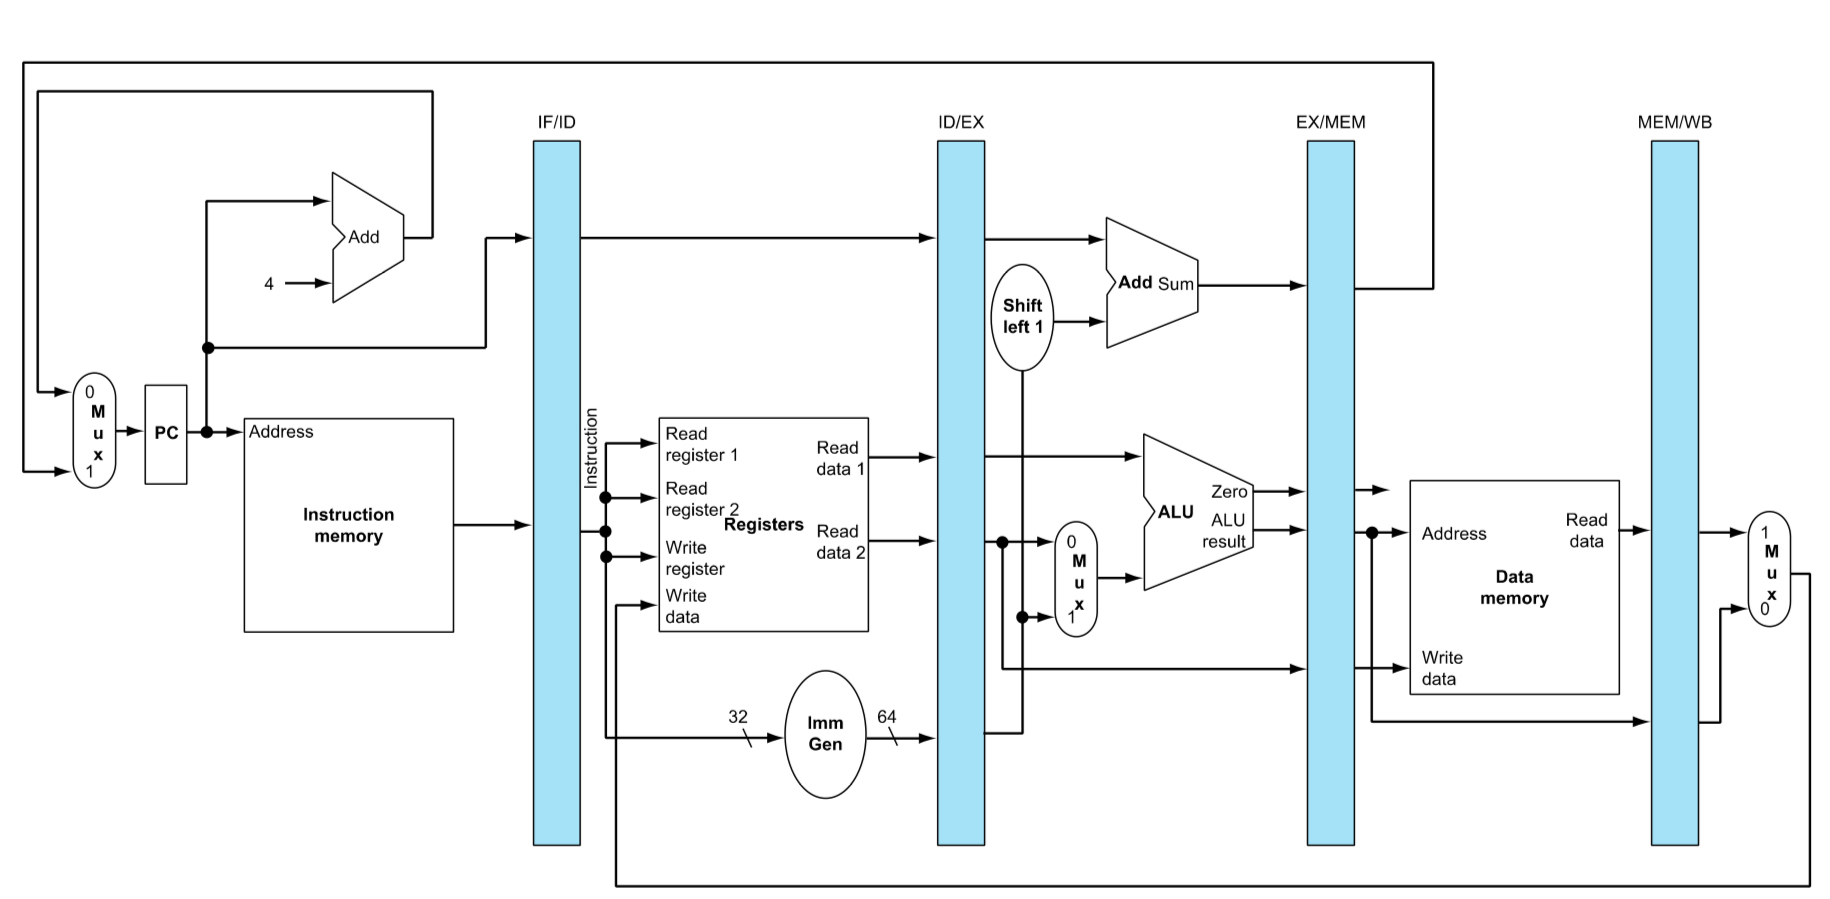 IF/ID
ID/EX
EX/MEM
MEM/WB
Add
4
Add Sum
Shift
left 1
0
M
u
x
1
PC
Address
Instruction
memory
Instruction
Read
register 1
Read
register 2
Write
register
Write
data
Registers
Read
data 1
Read
data 2
0
M
u
x
1
Zero
ALU
ALU
result
Address
Read
data
Data
memory
Write
data
1
M
u
x
0
32
Imm
Gen
64